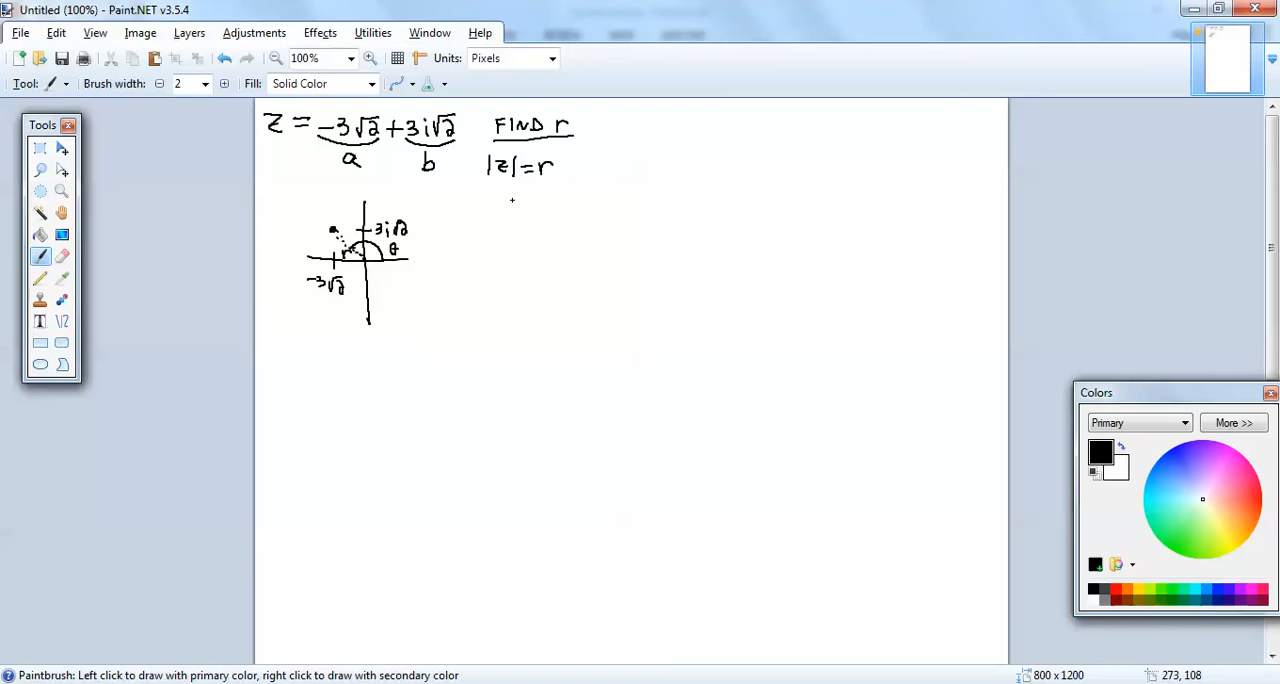 Untitled (100%) - Paint.NET v3.5.4
File Edit View Image Layers Adjustments Effects Utilities Window Help
100% Units: Pixels
Tool: Brush width: 2 Fill: Solid Color
Tools
z = -3√2 + 3i√2
a b
FIND r
|z| = r
3i√2
r θ
-3√2
Colors
Primary More >>
Paintbrush: Left click to draw with primary color, right click to draw with secondary color
800 x 1200
273, 108